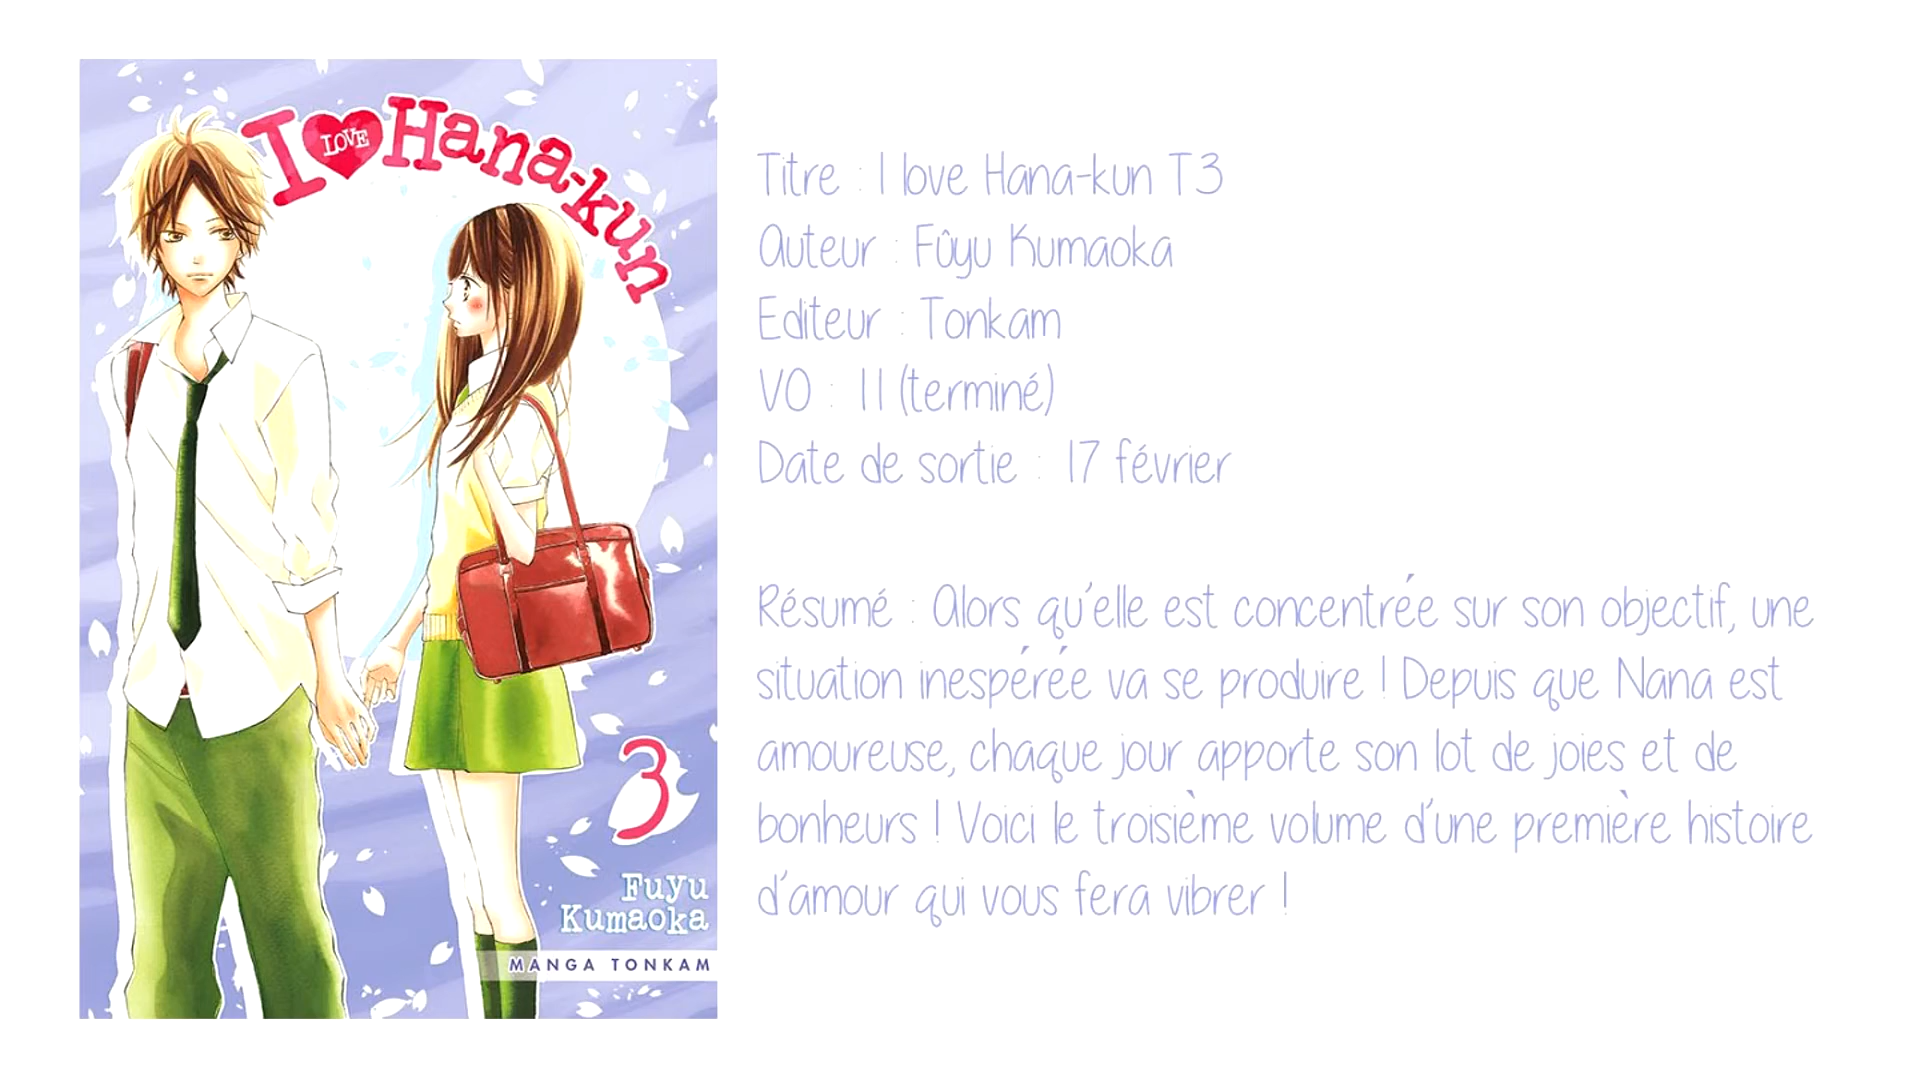 I LOVE Hana-kun
3
Fuyu
Kumaoka
MANGA TONKAM
Titre : I love Hana-kun T3
Auteur : Fûyu Kumaoka
Editeur : Tonkam
VO : 11 (terminé)
Date de sortie : 17 février
Résumé : Alors qu'elle est concentrée sur son objectif, une
situation inespérée va se produire ! Depuis que Nana est
amoureuse, chaque jour apporte son lot de joies et de
bonheurs ! Voici le troisième volume d'une première histoire
d'amour qui vous fera vibrer !